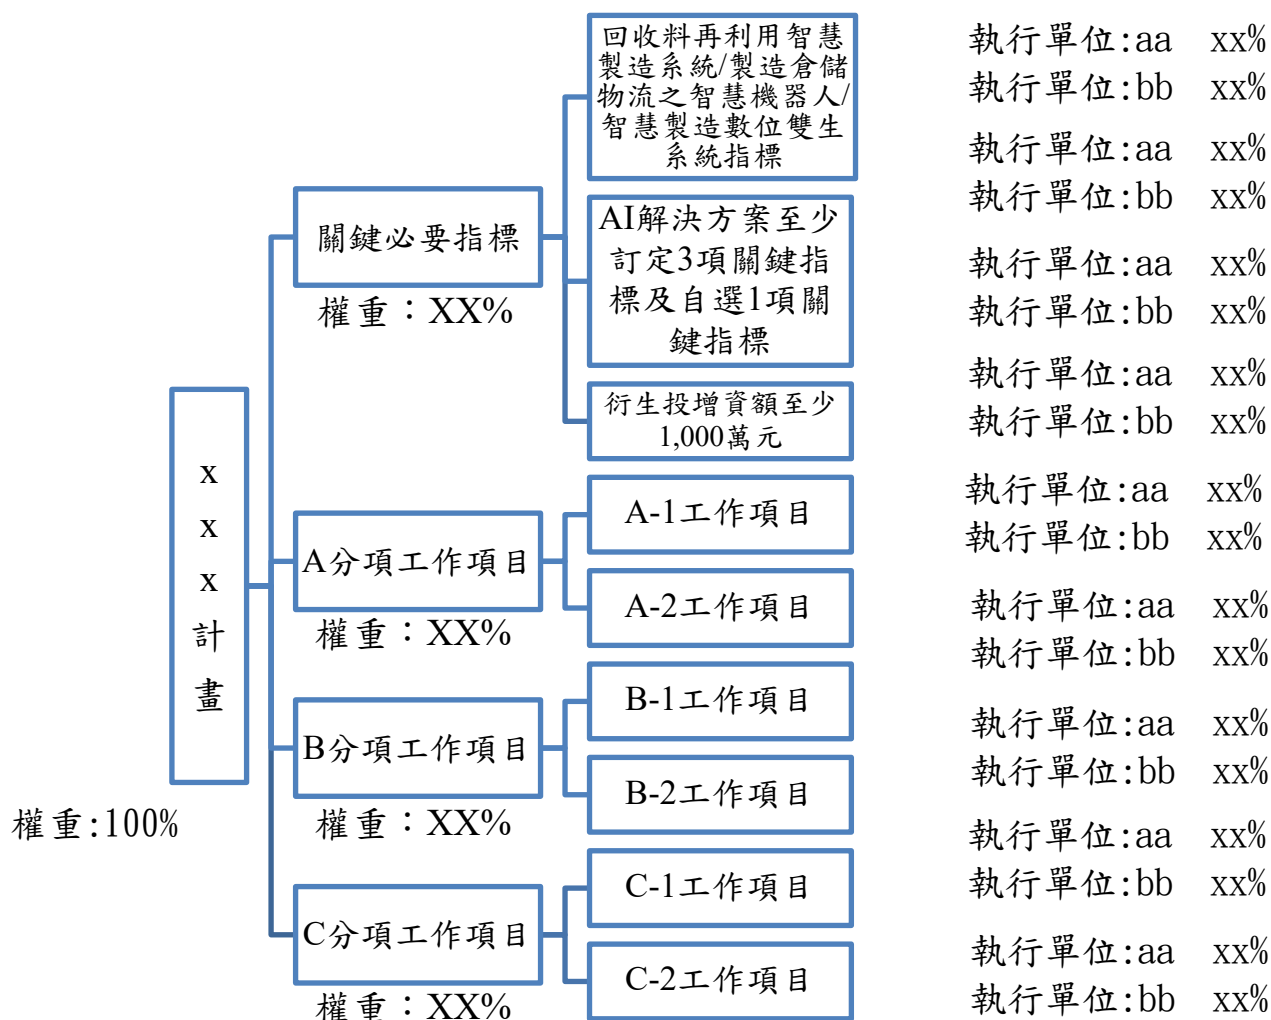 xxx計畫
權重:100%
關鍵必要指標
權重：XX%
回收料再利用智慧
製造系統/製造倉儲
物流之智慧機器人/
智慧製造數位雙生
系統指標
AI解決方案至少
訂定3項關鍵指
標及自選1項關
鍵指標
衍生投增資額至少
1,000萬元
A分項工作項目
權重：XX%
A-1工作項目
A-2工作項目
B分項工作項目
權重：XX%
B-1工作項目
B-2工作項目
C分項工作項目
權重：XX%
C-1工作項目
C-2工作項目
執行單位:aa xx%
執行單位:bb xx%
執行單位:aa xx%
執行單位:bb xx%
執行單位:aa xx%
執行單位:bb xx%
執行單位:aa xx%
執行單位:bb xx%
執行單位:aa xx%
執行單位:bb xx%
執行單位:aa xx%
執行單位:bb xx%
執行單位:aa xx%
執行單位:bb xx%
執行單位:aa xx%
執行單位:bb xx%
執行單位:aa xx%
執行單位:bb xx%